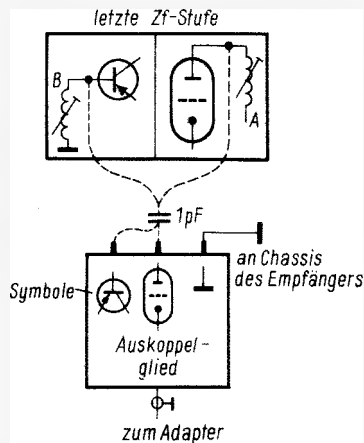 letzte Zf-Stufe
B
A
1pF
an Chassis
des Empfängers
Symbole
Auskoppel-
glied
zum Adapter